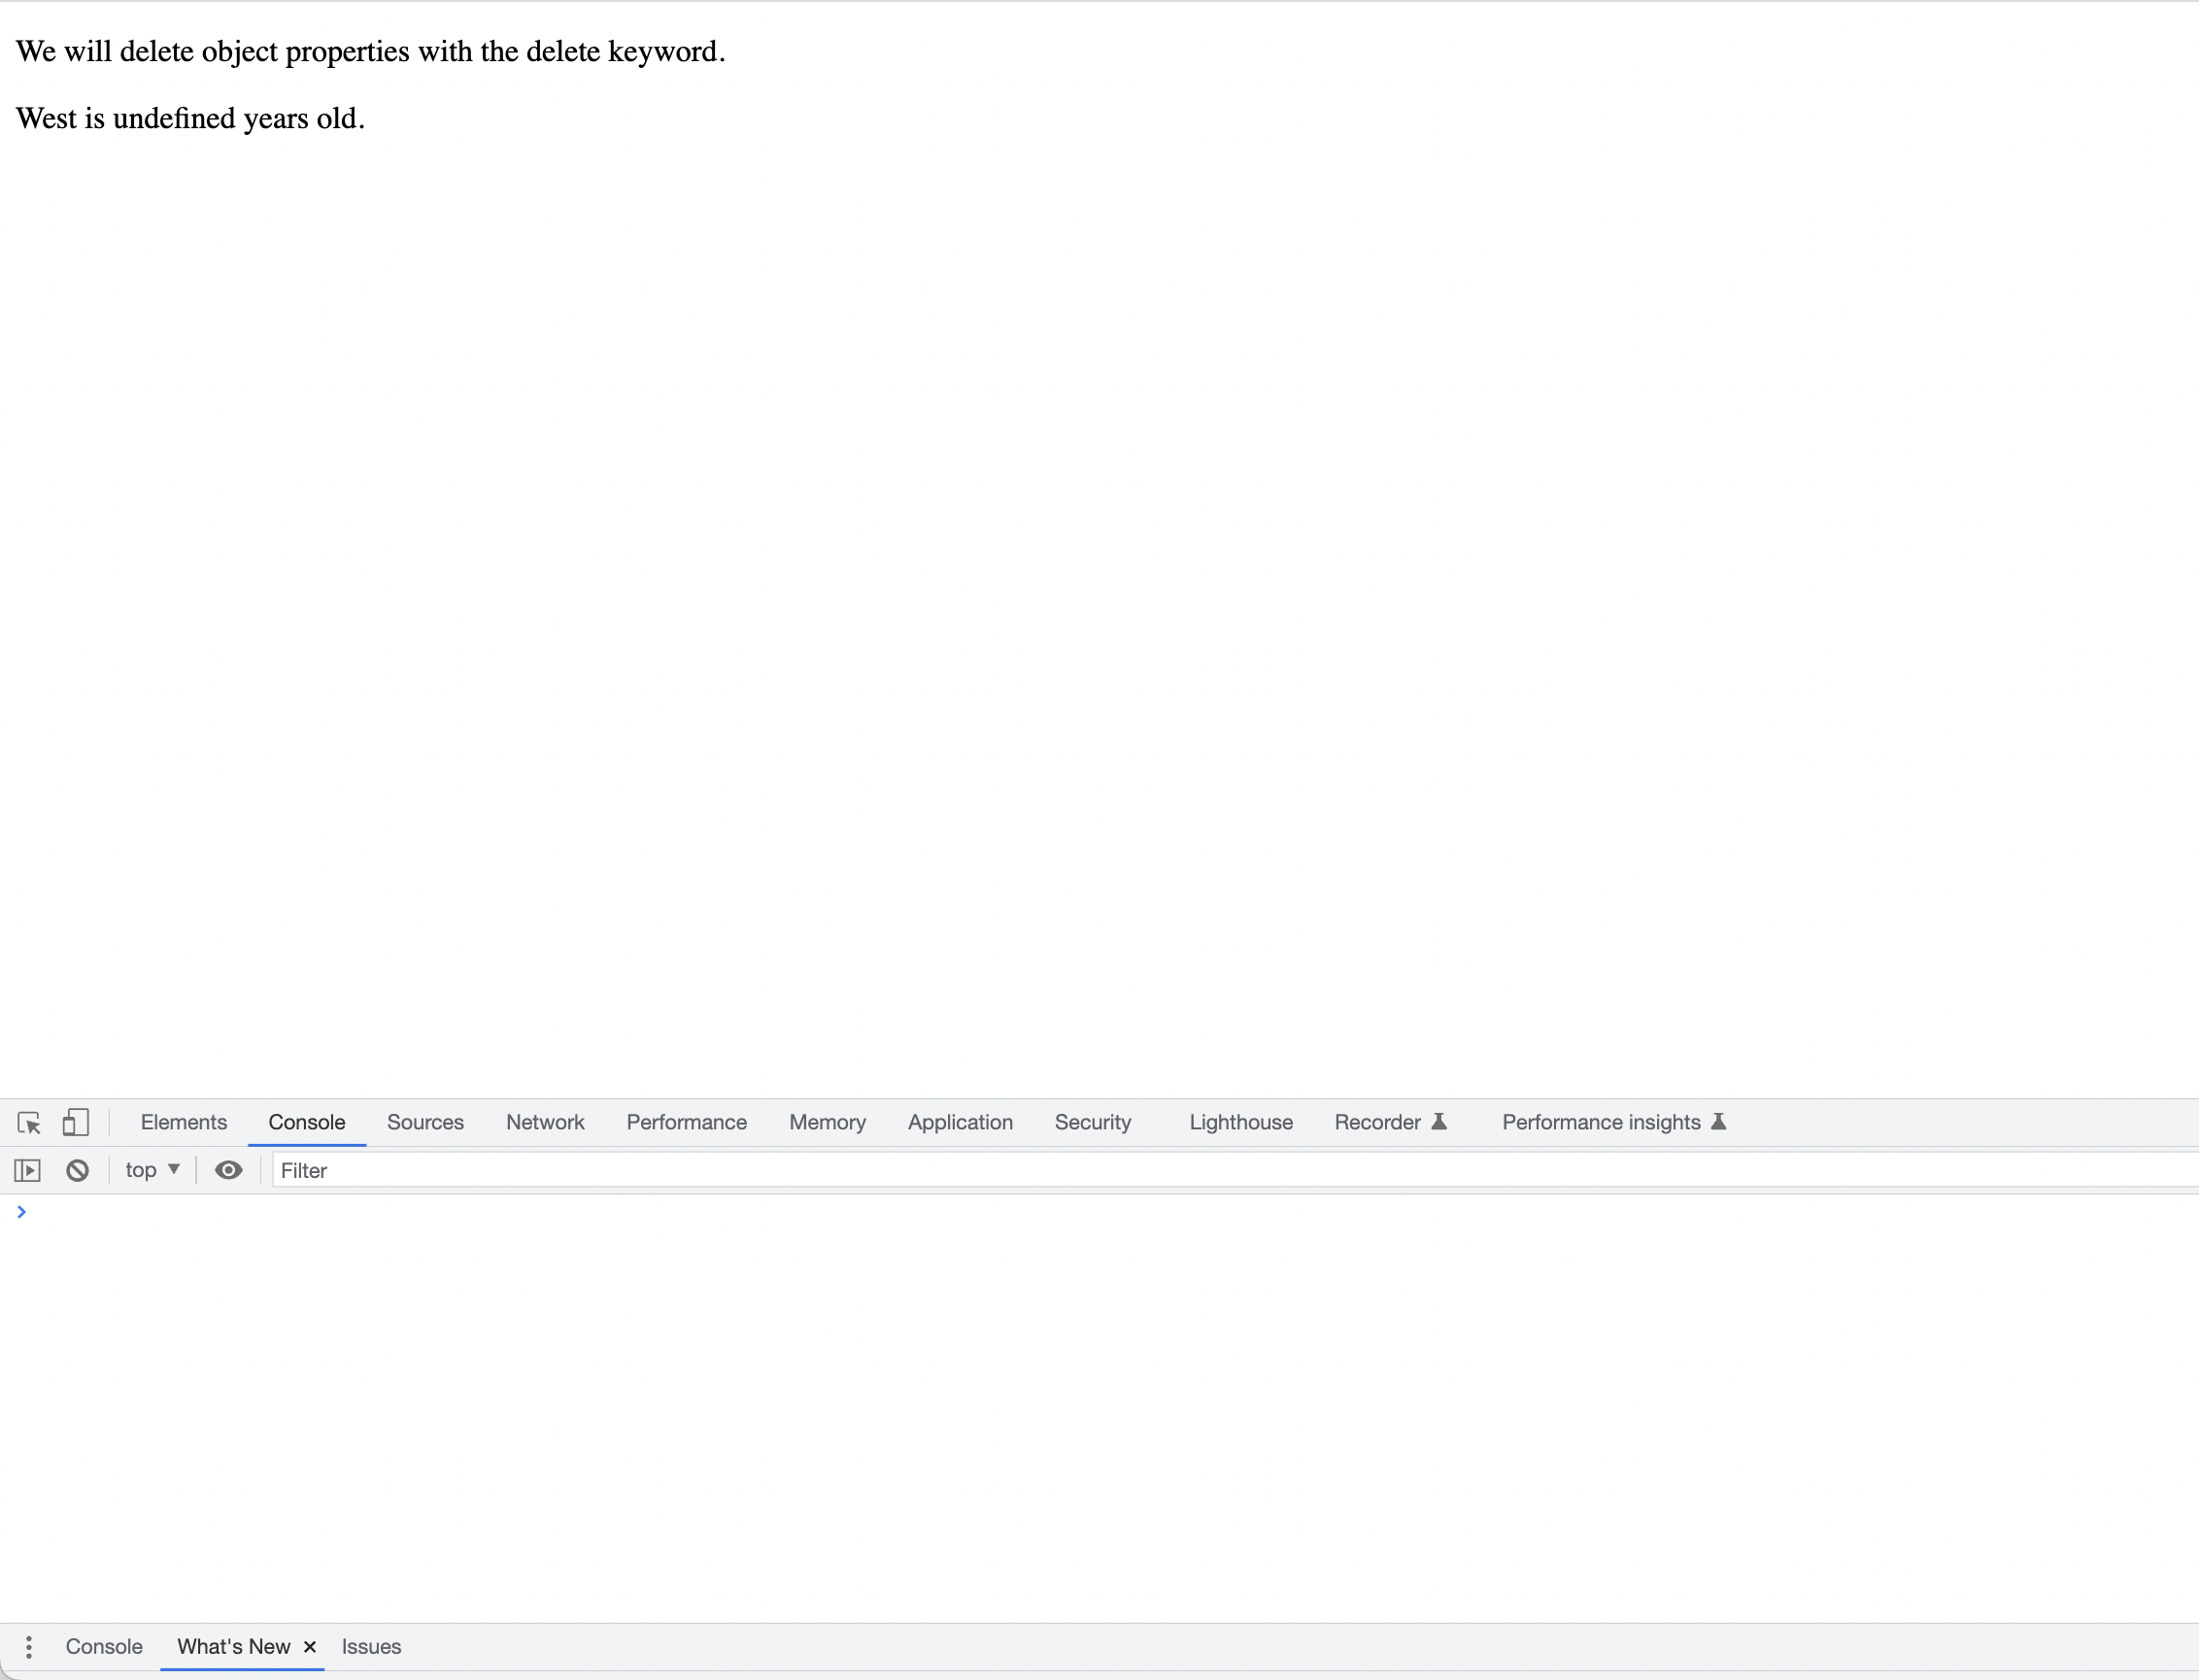 We will delete object properties with the delete keyword.
West is undefined years old.
Elements Console Sources Network Performance Memory Application Security Lighthouse Recorder Performance insights
top Filter
Console What's New Issues